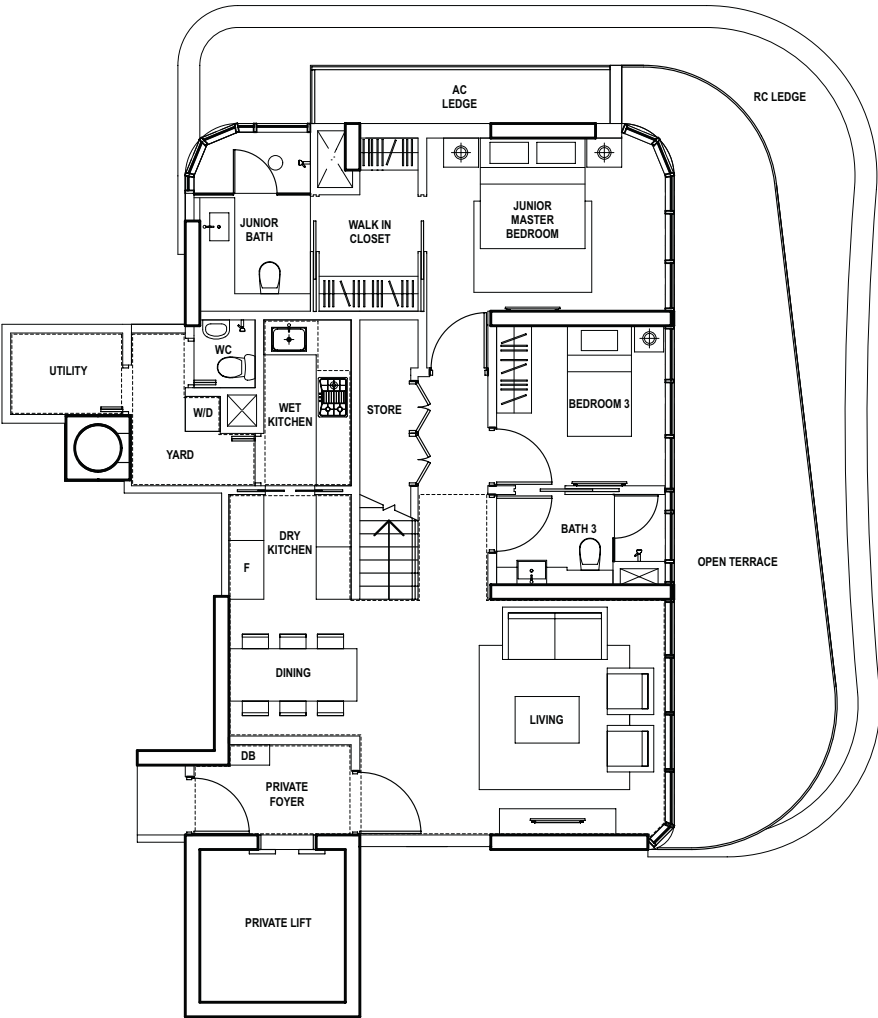 AC
LEDGE
RC LEDGE
JUNIOR
BATH
WALK IN
CLOSET
JUNIOR
MASTER
BEDROOM
WC
UTILITY
W/D
WET
KITCHEN
STORE
BEDROOM 3
YARD
DRY
KITCHEN
F
BATH 3
OPEN TERRACE
DINING
LIVING
DB
PRIVATE
FOYER
PRIVATE LIFT